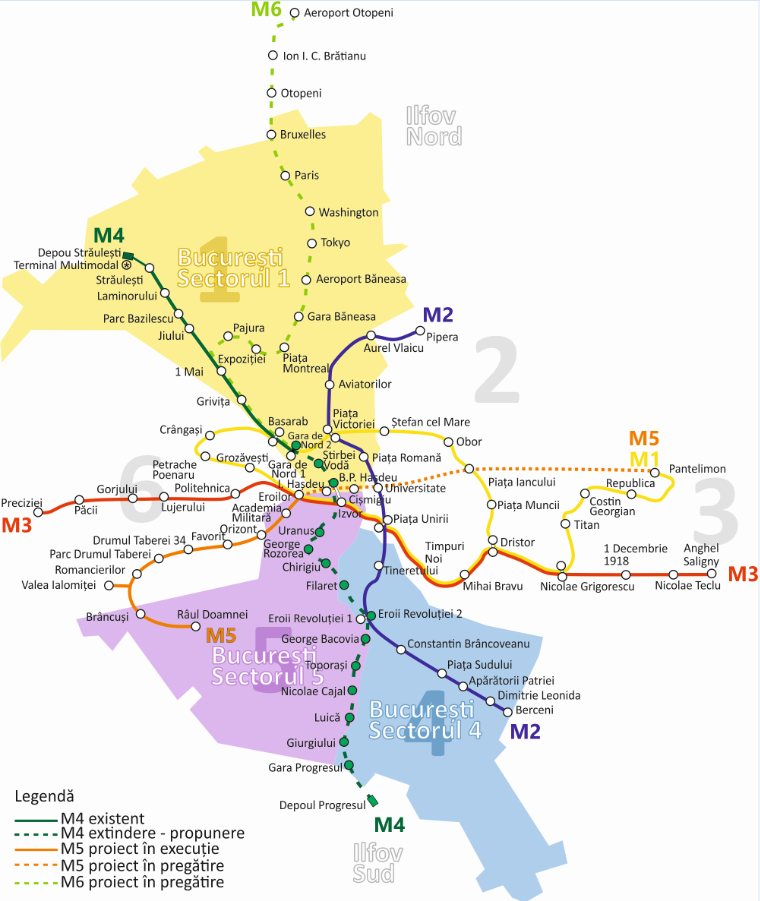 M6
Aeroport Otopeni
Ion I. C. Brătianu
Otopeni
Ilfov
Nord
Bruxelles
Paris
Washington
M4
Tokyo
Depou Străulești
Terminal Multimodal
București
Sectorul 1
1
Străulești
Aeroport Băneasa
Laminorului
Parc Bazilescu
Gara Băneasa
M2
Jiului
Pajura
Pipera
Aurel Vlaicu
Expoziției
Piața
Montreal
2
1 Mai
Aviatorilor
Grivița
Piața
Victoriei
Ștefan cel Mare
Basarab
Crângași
Gara de
Nord 2
Obor
M5
M1
Grozăvești
Gara de
Nord 1
Știrbei
Vodă
Piața Romană
Pantelimon
Petrache
Poenaru
6
Piața Iancului
Republica
Politehnica
Gorjului
Eroilor
I. Hașdeu
B.P. Hașdeu
Universitate
Cișmigiu
Costin
Georgian
3
Preciziei
M3
Păcii
Lujerului
Academia
Militară
Izvor
Piața Muncii
Piața Unirii
Titan
Orizont
Uranus
Favorit
Drumul Taberei 34
George
Rozorea
Timpuri
Noi
Dristor
1 Decembrie
1918
Anghel
Saligny
Parc Drumul Taberei
Romancierilor
Chirigiu
Tineretului
M3
Valea Ialomiței
Filaret
Mihai Bravu
Nicolae Grigorescu
Nicolae Teclu
Brâncuși
Râul Doamnei
M5
Eroii Revoluției 1
Eroii Revoluției 2
George Bacovia
5
București
Sectorul 5
Constantin Brâncoveanu
Toporași
Piața Sudului
Apărătorii Patriei
Nicolae Cajal
Dimitrie Leonida
Berceni
Luică
București
Sectorul 4
4
M2
Giurgiului
Gara Progresul
Depoul Progresul
M4
Ilfov
Sud
Legendă
M4 existent
M4 extindere - propunere
M5 proiect în execuție
M5 proiect în pregătire
M6 proiect în pregătire